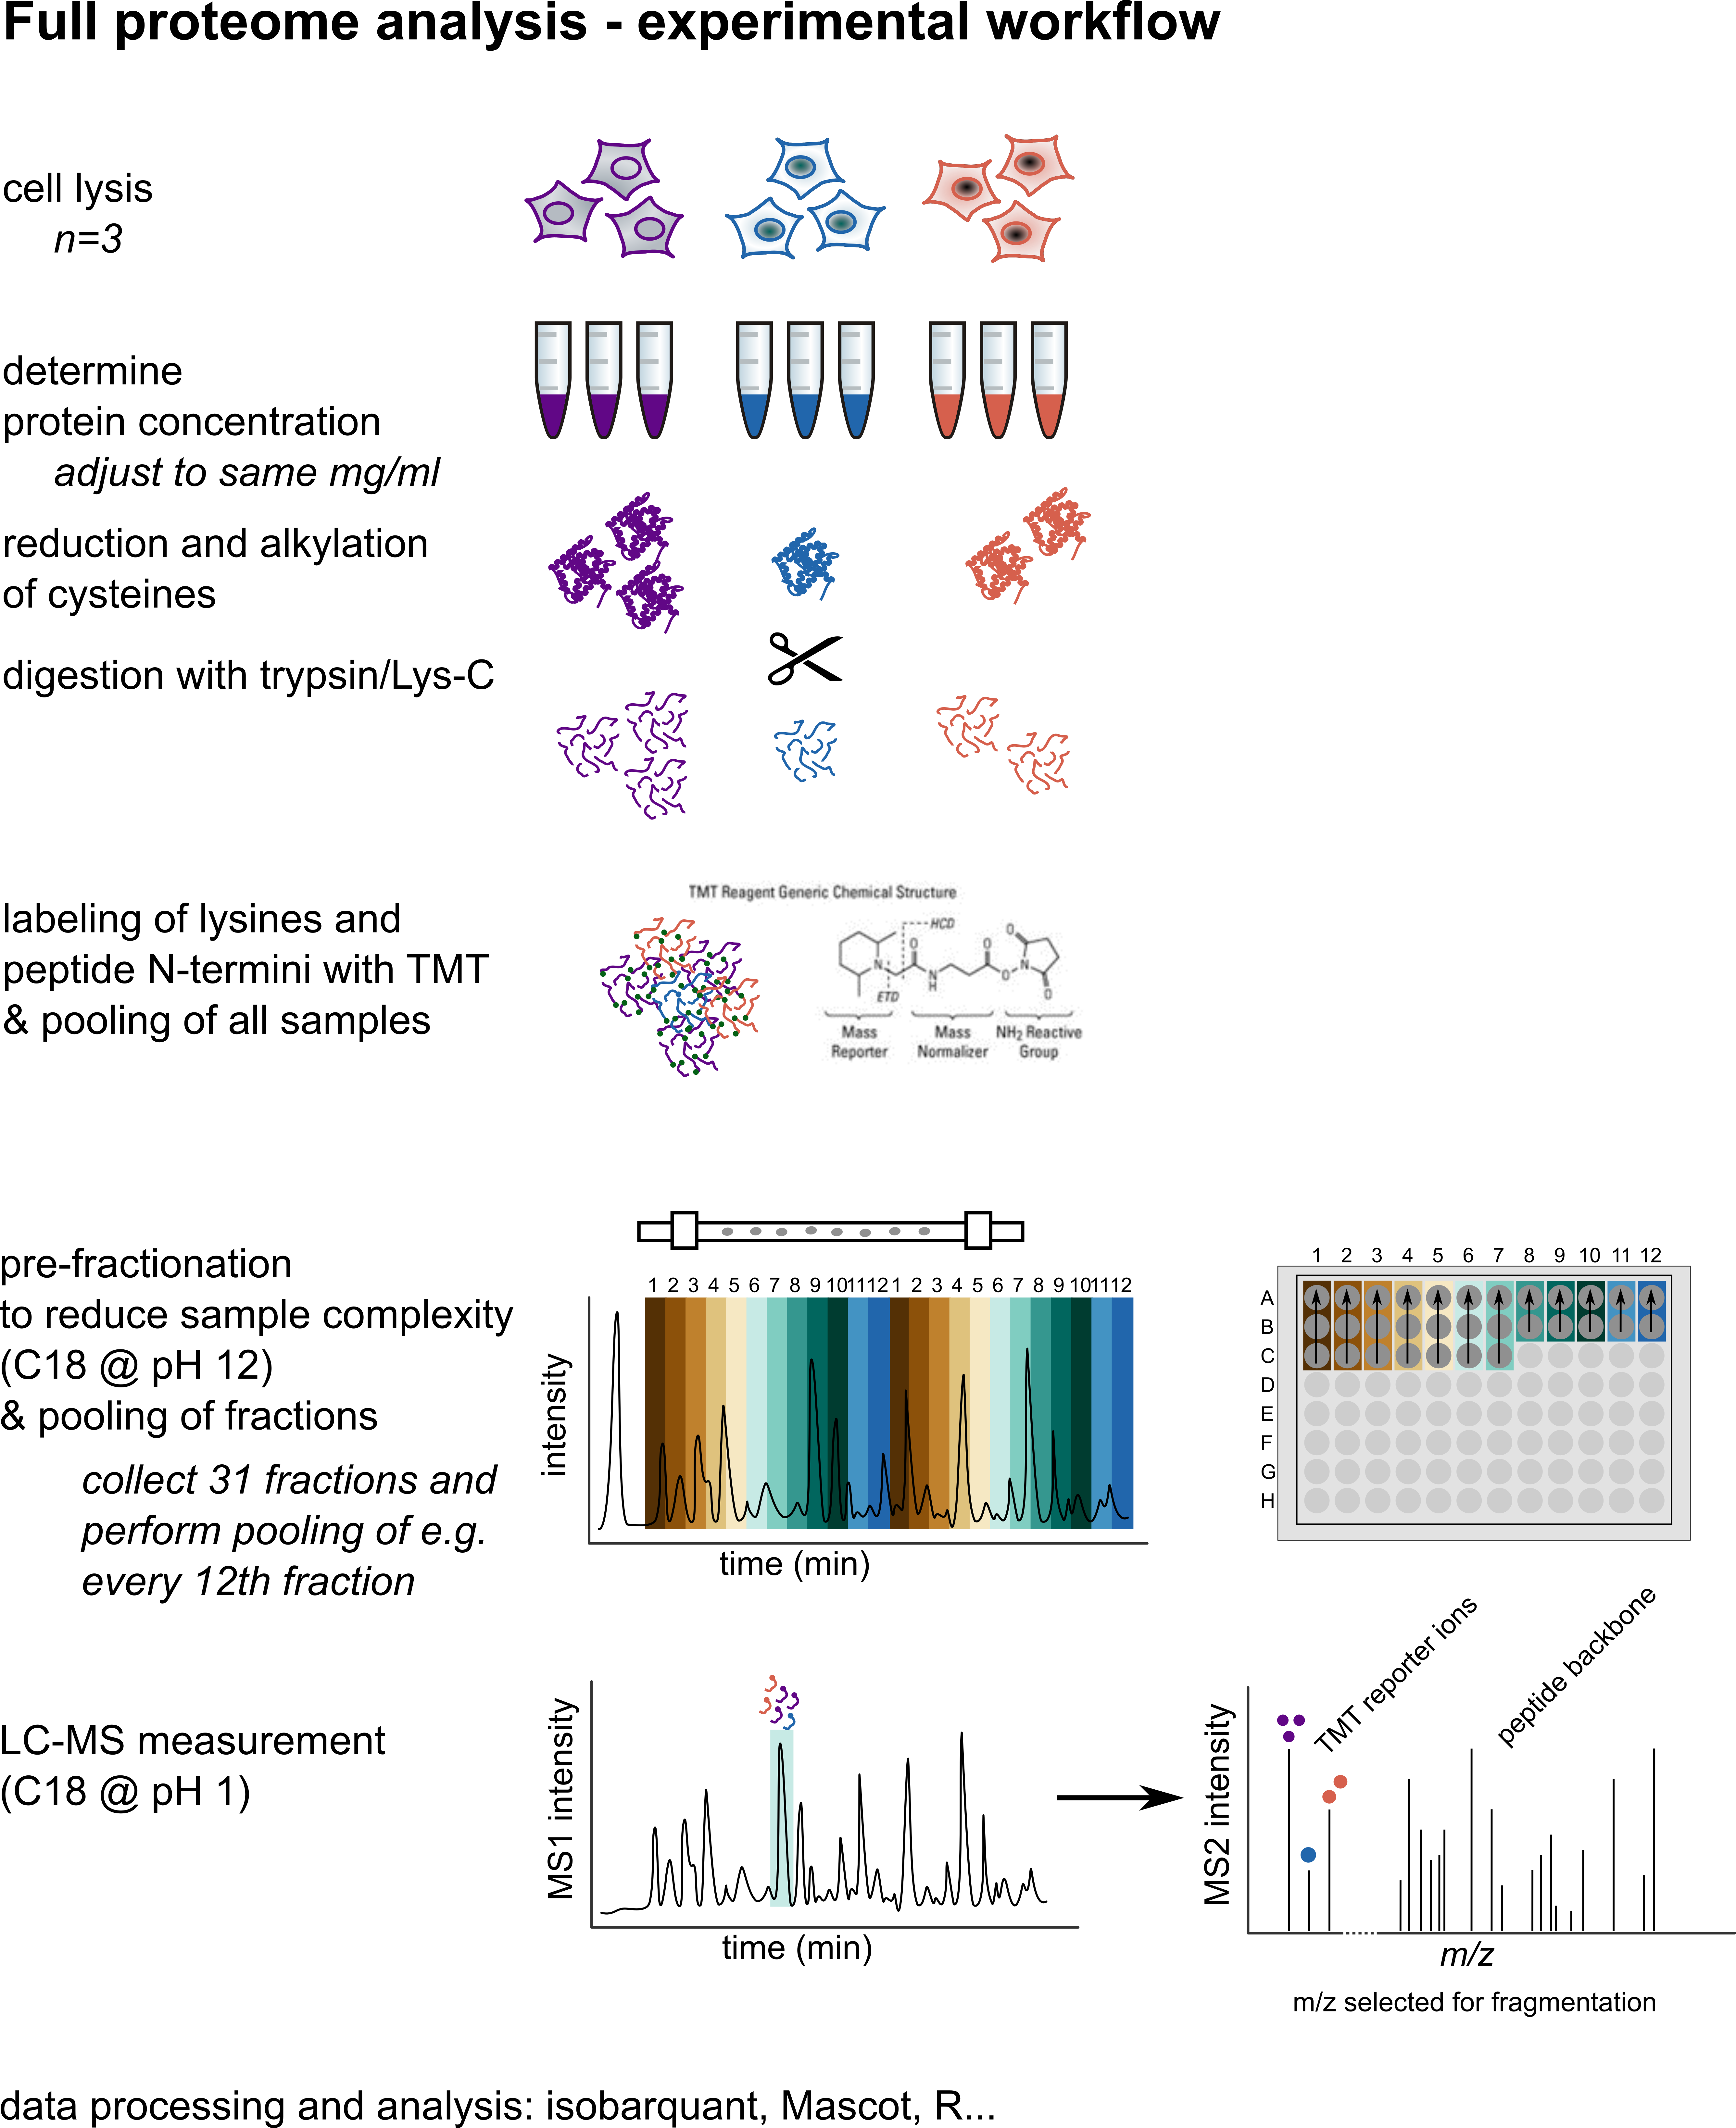 Full proteome analysis - experimental workflow
cell lysis
n=3
determine
protein concentration
adjust to same mg/ml
reduction and alkylation
of cysteines
digestion with trypsin/Lys-C
labeling of lysines and
peptide N-termini with TMT
& pooling of all samples
TMT Reagent Generic Chemical Structure
HCD
O
O
O
N
N
H
O
N
O
ETD
Mass
Reporter
Mass
Normalizer
NH2 Reactive
Group
pre-fractionation
to reduce sample complexity
(C18 @ pH 12)
& pooling of fractions
collect 31 fractions and
perform pooling of e.g.
every 12th fraction
1 2 3 4 5 6 7 8 9 10 11 12 1 2 3 4 5 6 7 8 9 10 11 12
intensity
time (min)
1 2 3 4 5 6 7 8 9 10 11 12
A
B
C
D
E
F
G
H
LC-MS measurement
(C18 @ pH 1)
MS1 intensity
time (min)
MS2 intensity
TMT reporter ions
peptide backbone
m/z
m/z selected for fragmentation
data processing and analysis: isobarquant, Mascot, R...